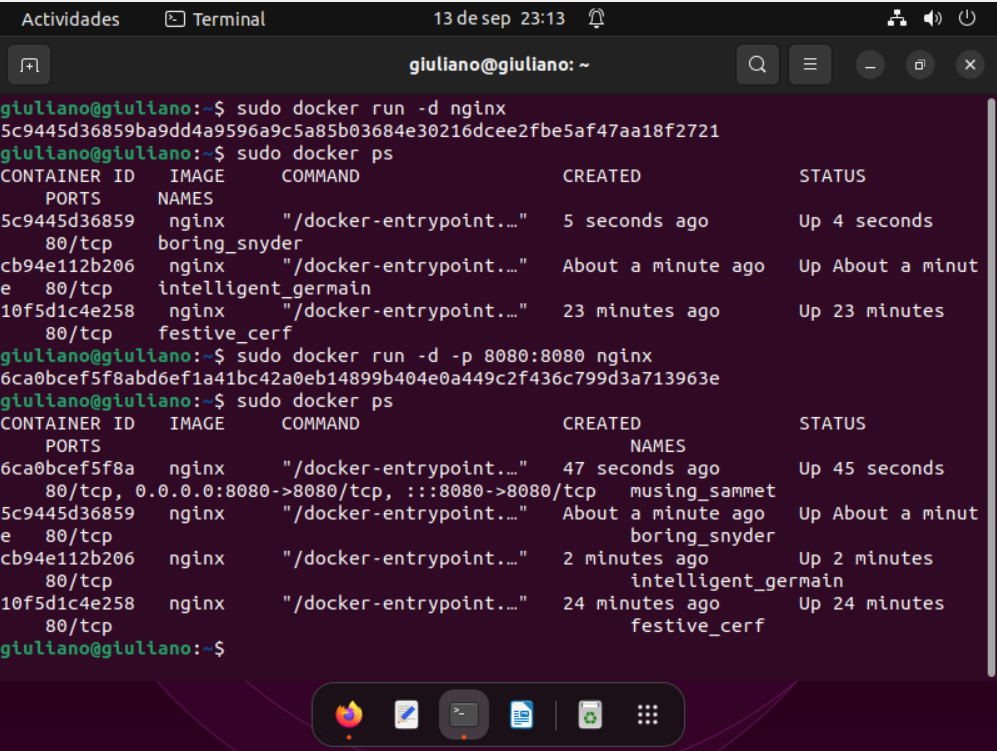 Actividades Terminal 13 de sep 23:13
giuliano@giuliano: ~
giuliano@giuliano:~$ sudo docker run -d nginx
5c9445d36859ba9dd4a9596a9c5a85b03684e30216dcee2fbe5af47aa18f2721
giuliano@giuliano:~$ sudo docker ps
CONTAINER ID   IMAGE     COMMAND                  CREATED              STATUS
    PORTS     NAMES
5c9445d36859   nginx     "/docker-entrypoint.…"   5 seconds ago        Up 4 seconds
    80/tcp    boring_snyder
cb94e112b206   nginx     "/docker-entrypoint.…"   About a minute ago   Up About a minut
e   80/tcp    intelligent_germain
10f5d1c4e258   nginx     "/docker-entrypoint.…"   23 minutes ago       Up 23 minutes
    80/tcp    festive_cerf
giuliano@giuliano:~$ sudo docker run -d -p 8080:8080 nginx
6ca0bcef5f8abd6ef1a41bc42a0eb14899b404e0a449c2f436c799d3a713963e
giuliano@giuliano:~$ sudo docker ps
CONTAINER ID   IMAGE     COMMAND                  CREATED              STATUS
    PORTS                                               NAMES
6ca0bcef5f8a   nginx     "/docker-entrypoint.…"   47 seconds ago       Up 45 seconds
    80/tcp, 0.0.0.0:8080->8080/tcp, :::8080->8080/tcp   musing_sammet
5c9445d36859   nginx     "/docker-entrypoint.…"   About a minute ago   Up About a minut
e   80/tcp                                              boring_snyder
cb94e112b206   nginx     "/docker-entrypoint.…"   2 minutes ago        Up 2 minutes
    80/tcp                                              intelligent_germain
10f5d1c4e258   nginx     "/docker-entrypoint.…"   24 minutes ago       Up 24 minutes
    80/tcp                                              festive_cerf
giuliano@giuliano:~$